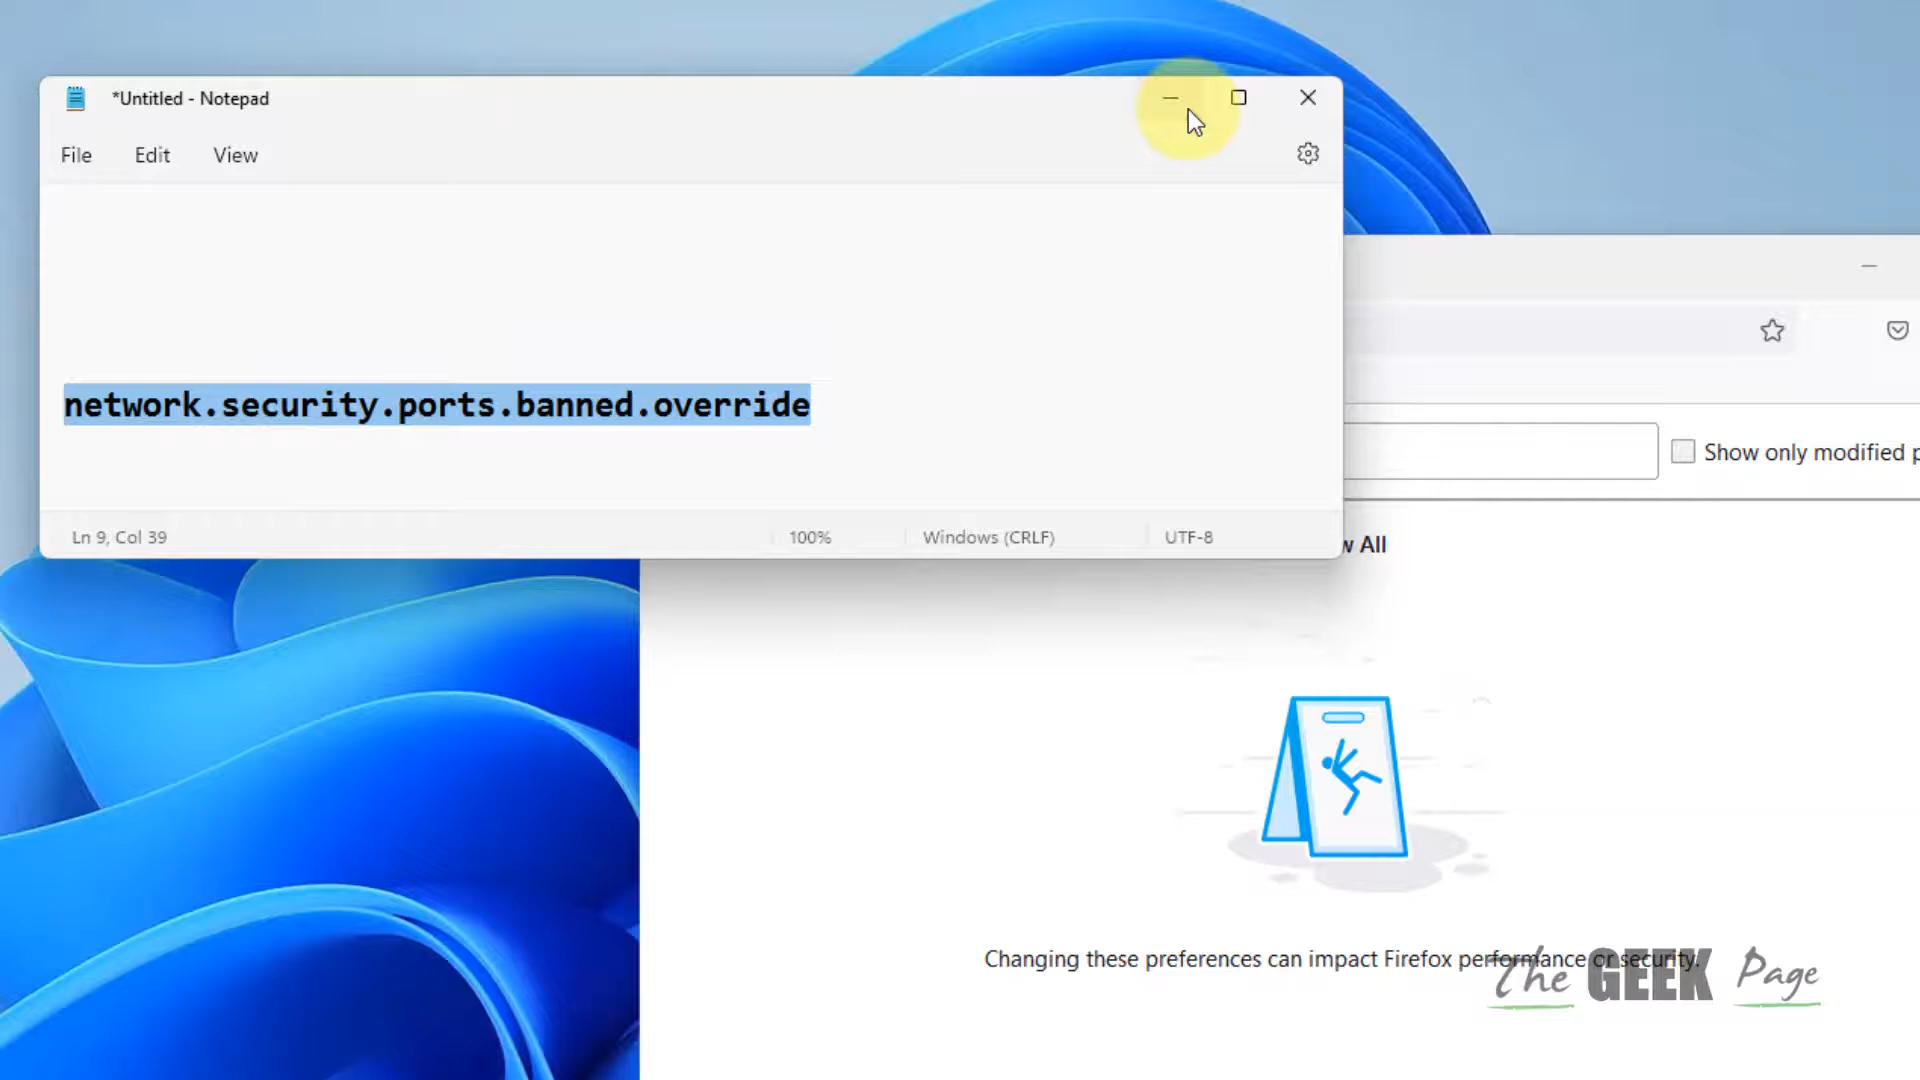 *Untitled - Notepad
File Edit View
network.security.ports.banned.override
Ln 9, Col 39 100% Windows (CRLF) UTF-8
Show only modified p
w All
Changing these preferences can impact Firefox performance or security.
The GEEK Page